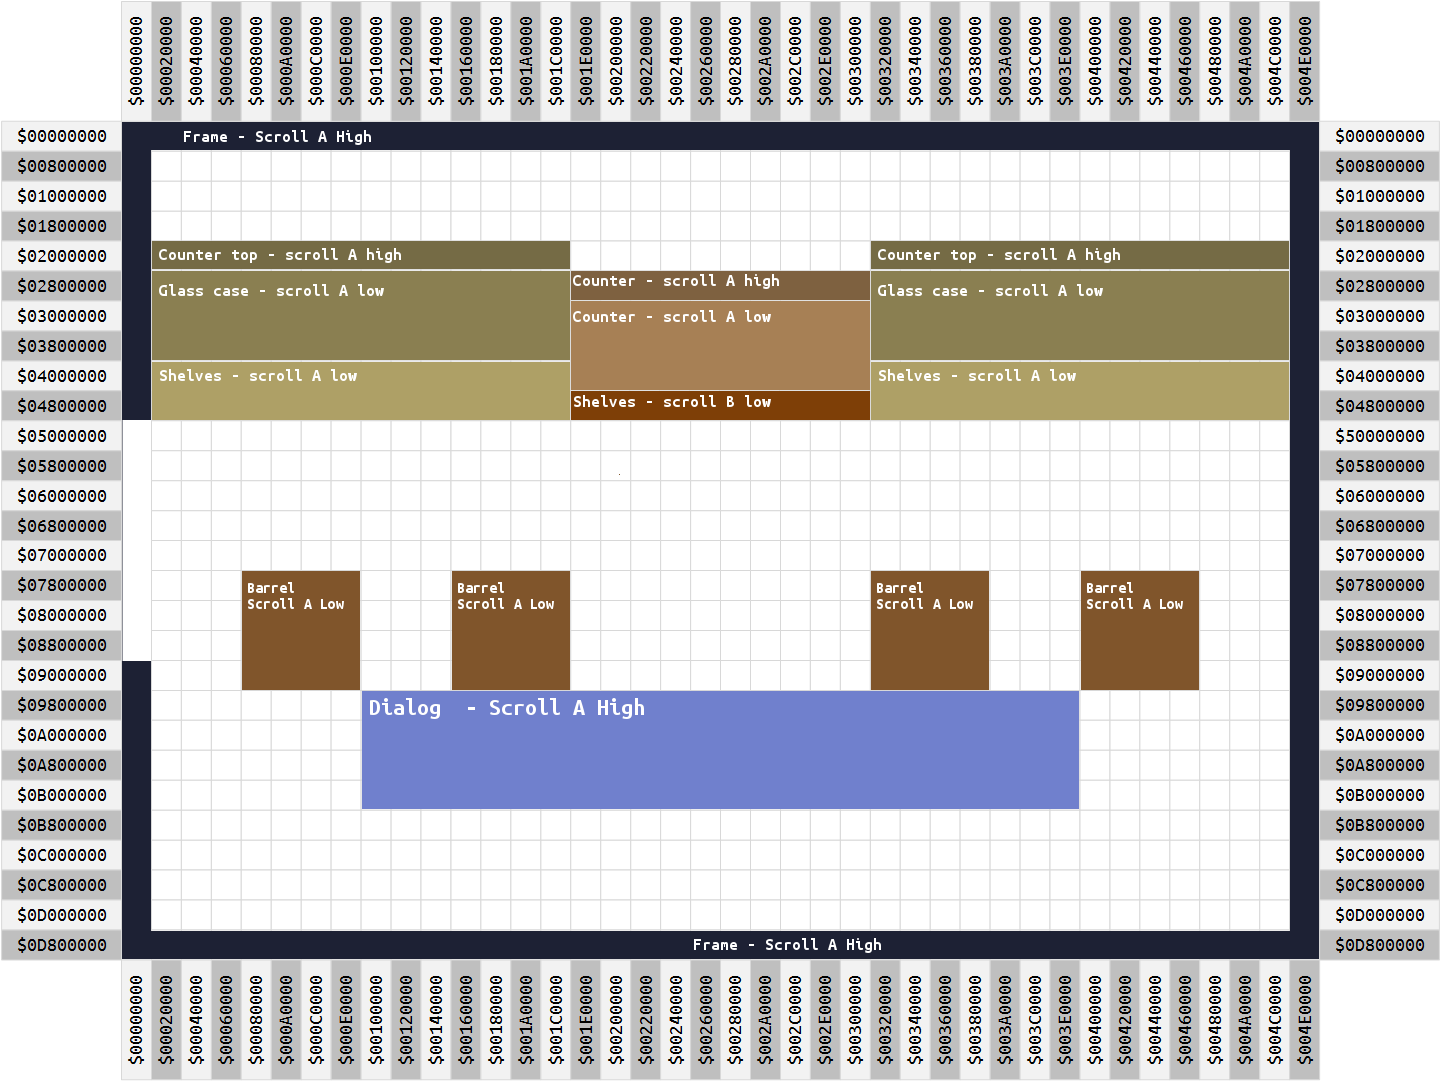 $00000000 $00020000 $00040000 $00060000 $00080000 $000A0000 $000C0000 $000E0000 $00100000 $00120000 $00140000 $00160000 $00180000 $001A0000 $001C0000 $001E0000 $00200000 $00220000 $00240000 $00260000 $00280000 $002A0000 $002C0000 $002E0000 $00300000 $00320000 $00340000 $00360000 $00380000 $003A0000 $003C0000 $003E0000 $00400000 $00420000 $00440000 $00460000 $00480000 $004A0000 $004C0000 $004E0000
$00000000 Frame - Scroll A High $00000000
$00800000 $00800000
$01000000 $01000000
$01800000 $01800000
$02000000 Counter top - scroll A high Counter top - scroll A high $02000000
$02800000 Glass case - scroll A low Counter - scroll A high Glass case - scroll A low $02800000
$03000000 Counter - scroll A low $03000000
$03800000 $03800000
$04000000 Shelves - scroll A low Shelves - scroll A low $04000000
$04800000 Shelves - scroll B low $04800000
$05000000 $50000000
$05800000 $05800000
$06000000 $06000000
$06800000 $06800000
$07000000 $07000000
$07800000 Barrel Barrel Barrel Barrel $07800000
$08000000 Scroll A Low Scroll A Low Scroll A Low Scroll A Low $08000000
$08800000 $08800000
$09000000 $09000000
$09800000 Dialog - Scroll A High $09800000
$0A000000 $0A000000
$0A800000 $0A800000
$0B000000 $0B000000
$0B800000 $0B800000
$0C000000 $0C000000
$0C800000 $0C800000
$0D000000 $0D000000
$0D800000 Frame - Scroll A High $0D800000
$00000000 $00020000 $00040000 $00060000 $00080000 $000A0000 $000C0000 $000E0000 $00100000 $00120000 $00140000 $00160000 $00180000 $001A0000 $001C0000 $001E0000 $00200000 $00220000 $00240000 $00260000 $00280000 $002A0000 $002C0000 $002E0000 $00300000 $00320000 $00340000 $00360000 $00380000 $003A0000 $003C0000 $003E0000 $00400000 $00420000 $00440000 $00460000 $00480000 $004A0000 $004C0000 $004E0000